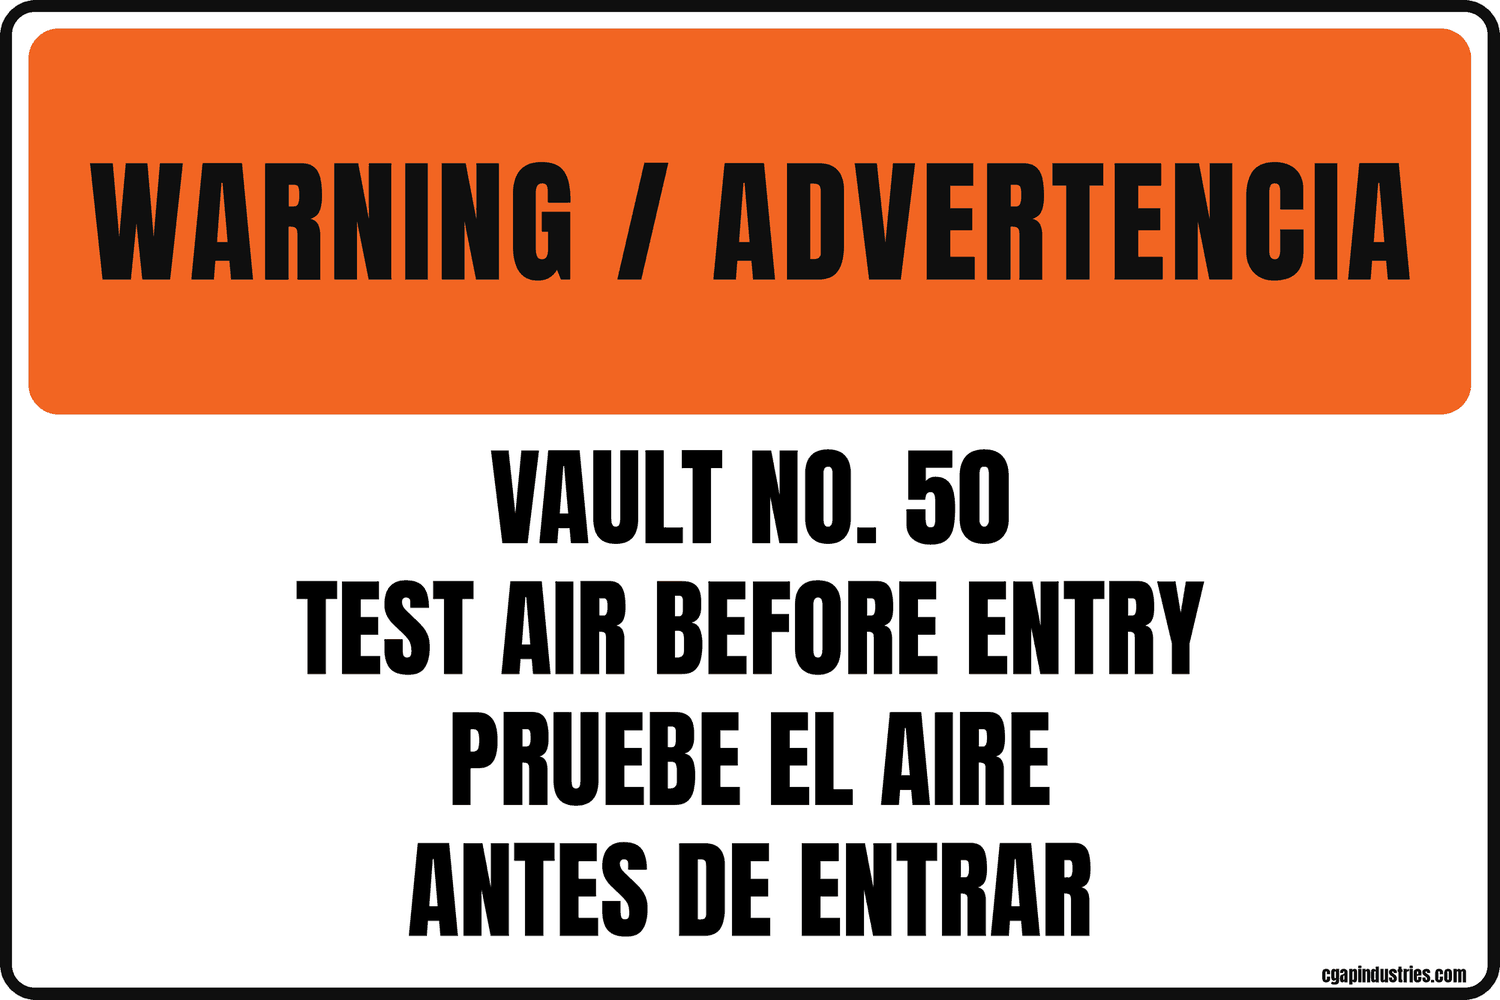 WARNING / ADVERTENCIA
VAULT NO. 50
TEST AIR BEFORE ENTRY
PRUEBE EL AIRE
ANTES DE ENTRAR
cgapindustries.com